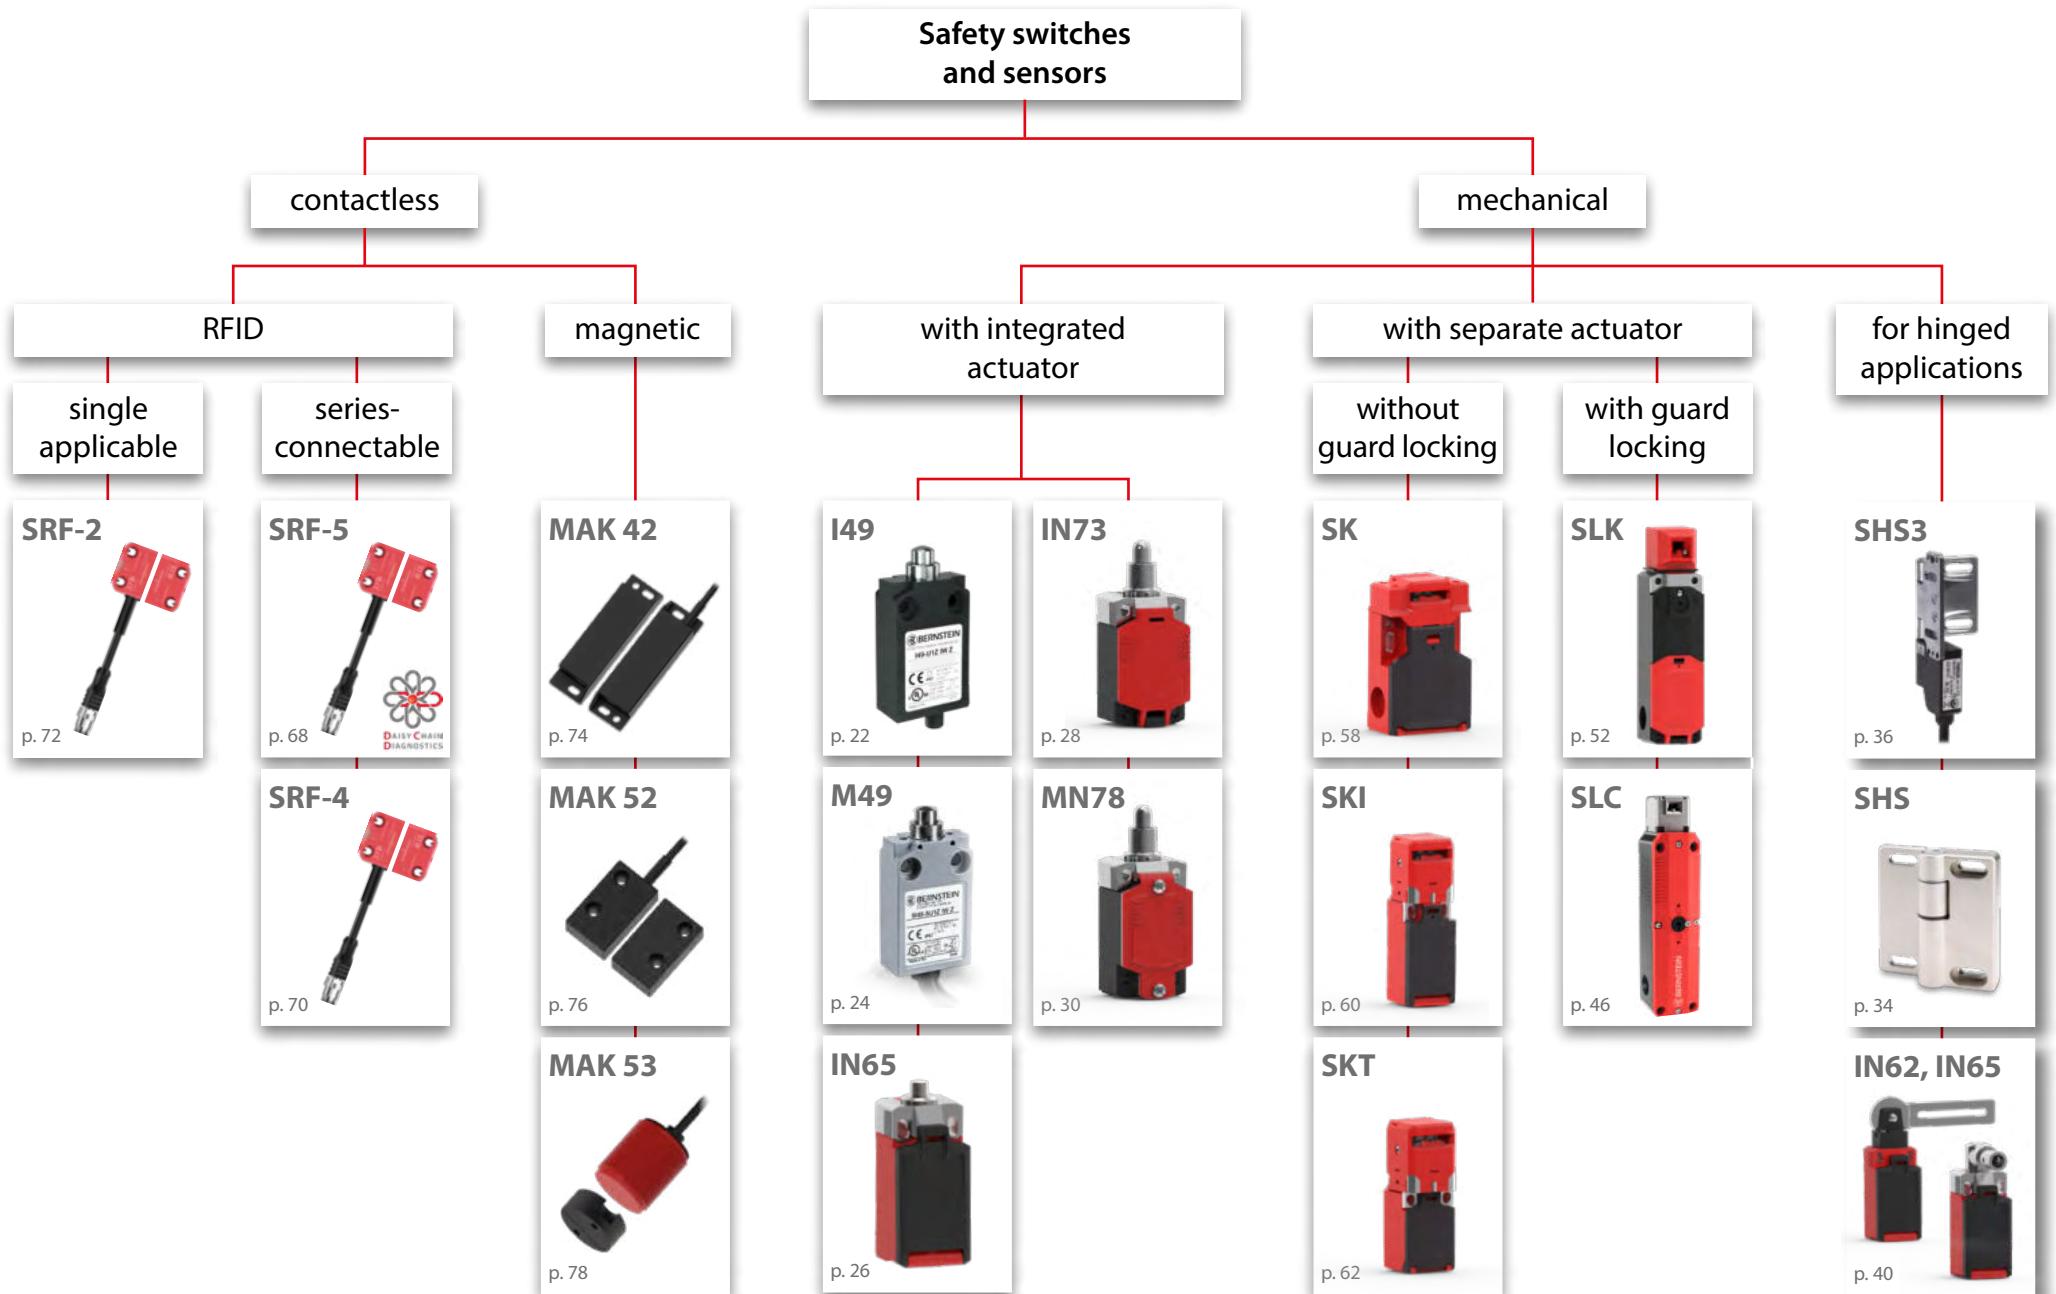 Safety switches
and sensors
contactless
mechanical
RFID
magnetic
with integrated
actuator
with separate actuator
for hinged
applications
single
applicable
series-
connectable
without
guard locking
with guard
locking
SRF-2
p. 72
SRF-5
DAISY CHAIN
DIAGNOSTICS
p. 68
MAK 42
p. 74
I49
BERNSTEIN
p. 22
IN73
p. 28
SK
p. 58
SLK
p. 52
SHS3
p. 36
SRF-4
p. 70
MAK 52
p. 76
M49
BERNSTEIN
p. 24
MN78
p. 30
SKI
p. 60
SLC
BERNSTEIN
p. 46
SHS
p. 34
MAK 53
p. 78
IN65
p. 26
SKT
p. 62
IN62, IN65
p. 40